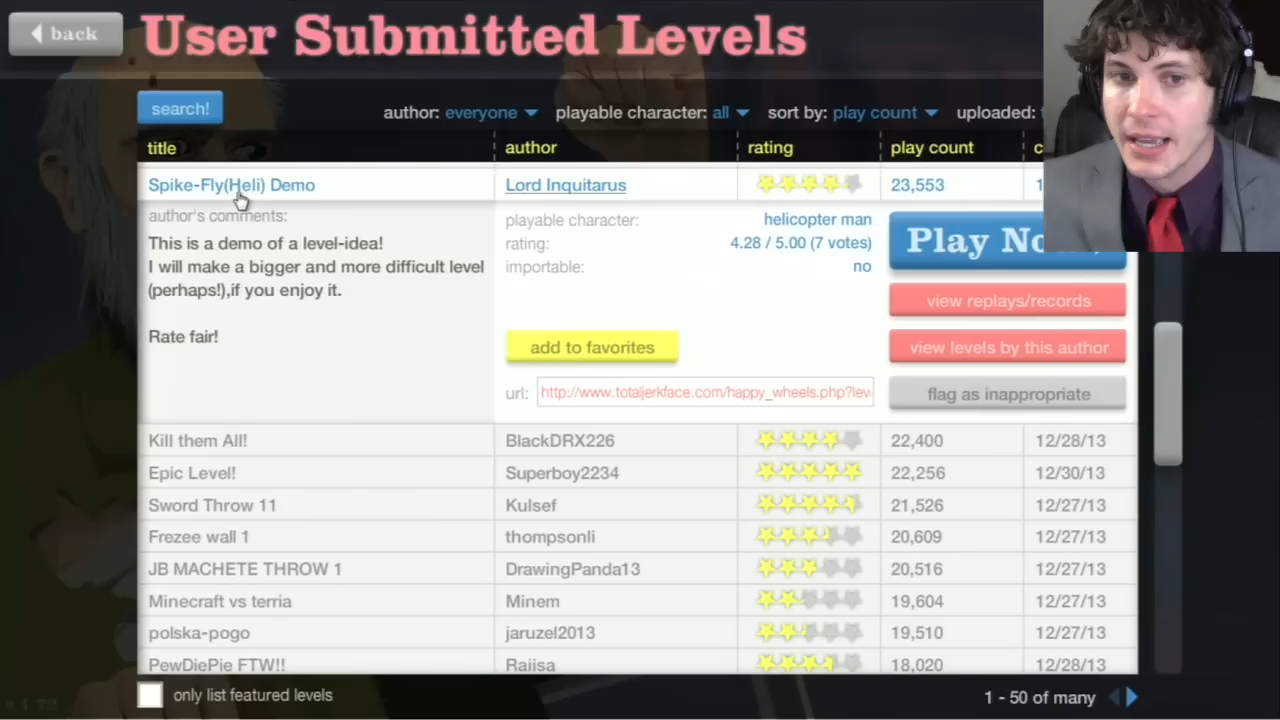 back
User Submitted Levels
search!
author: everyone playable character: all sort by: play count uploaded:
title author rating play count
Spike-Fly(Heli) Demo Lord Inquitarus 23,553
author's comments:
This is a demo of a level-idea!
I will make a bigger and more difficult level
(perhaps!),if you enjoy it.
Rate fair!
playable character: helicopter man
rating: 4.28 / 5.00 (7 votes)
importable: no
add to favorites
url: http://www.totaljerkface.com/happy_wheels.php?lev
Play
view replays/records
view levels by this author
flag as inappropriate
Kill them All! BlackDRX226 22,400 12/28/13
Epic Level! Superboy2234 22,256 12/30/13
Sword Throw 11 Kulsef 21,526 12/27/13
Frezee wall 1 thompsonli 20,609 12/27/13
JB MACHETE THROW 1 DrawingPanda13 20,516 12/27/13
Minecraft vs terria Minem 19,604 12/27/13
polska-pogo jaruzel2013 19,510 12/27/13
PewDiePie FTW!! Raiisa 18,020 12/28/13
only list featured levels
1 - 50 of many